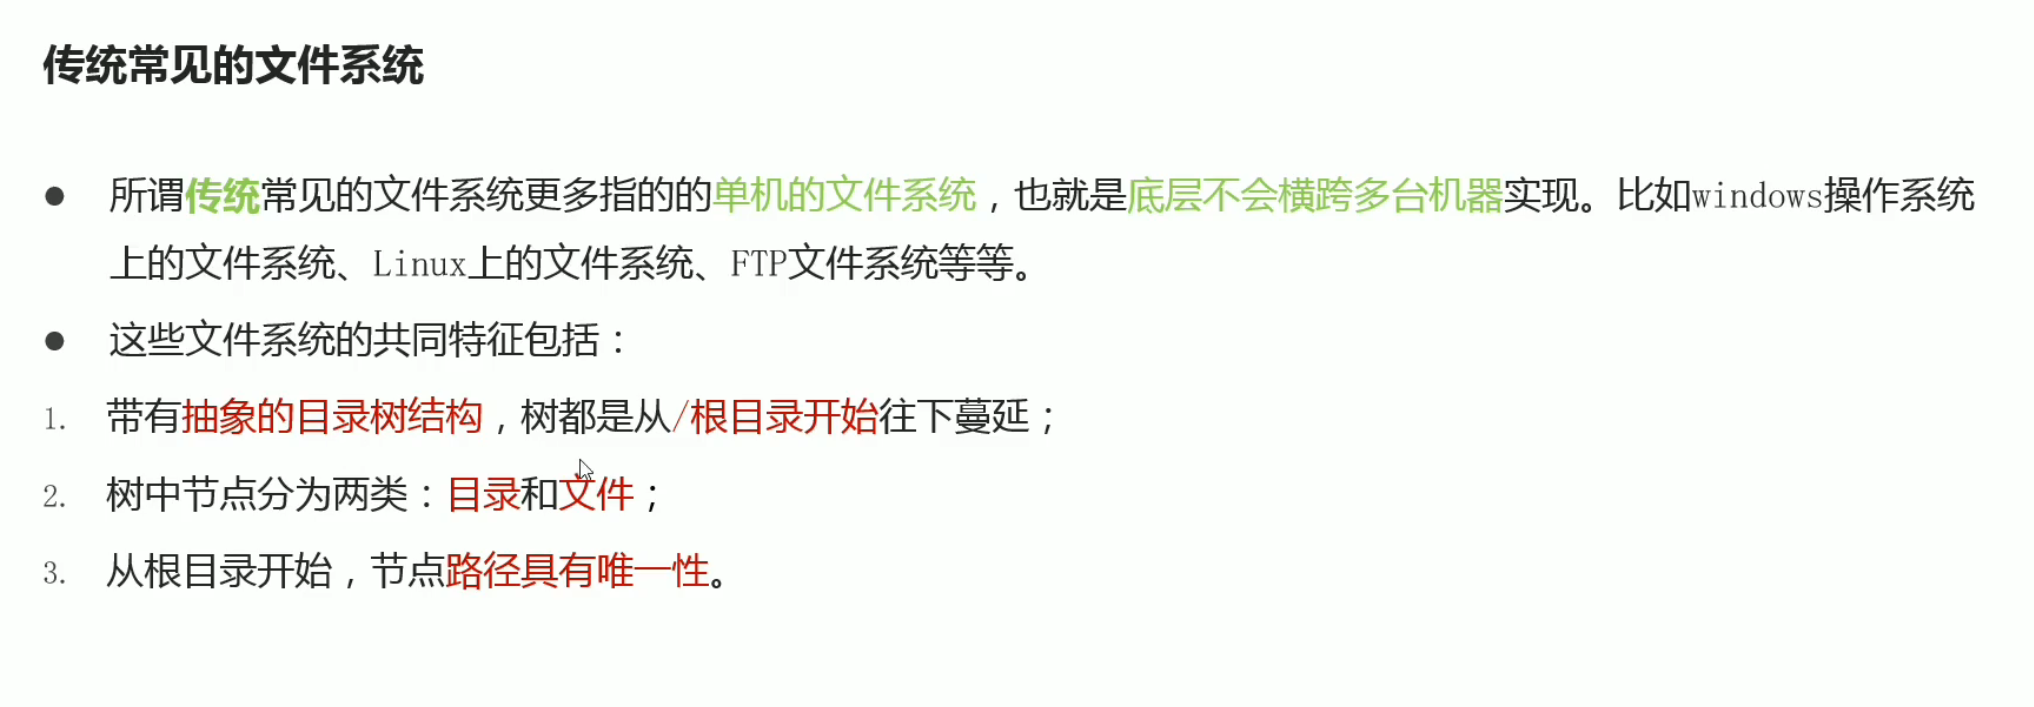 传统常见的文件系统
● 所谓传统常见的文件系统更多指的的单机的文件系统，也就是底层不会横跨多台机器实现。比如windows操作系统
上的文件系统、Linux上的文件系统、FTP文件系统等等。
● 这些文件系统的共同特征包括：
1. 带有抽象的目录树结构，树都是从/根目录开始往下蔓延；
2. 树中节点分为两类：目录和文件；
3. 从根目录开始，节点路径具有唯一性。